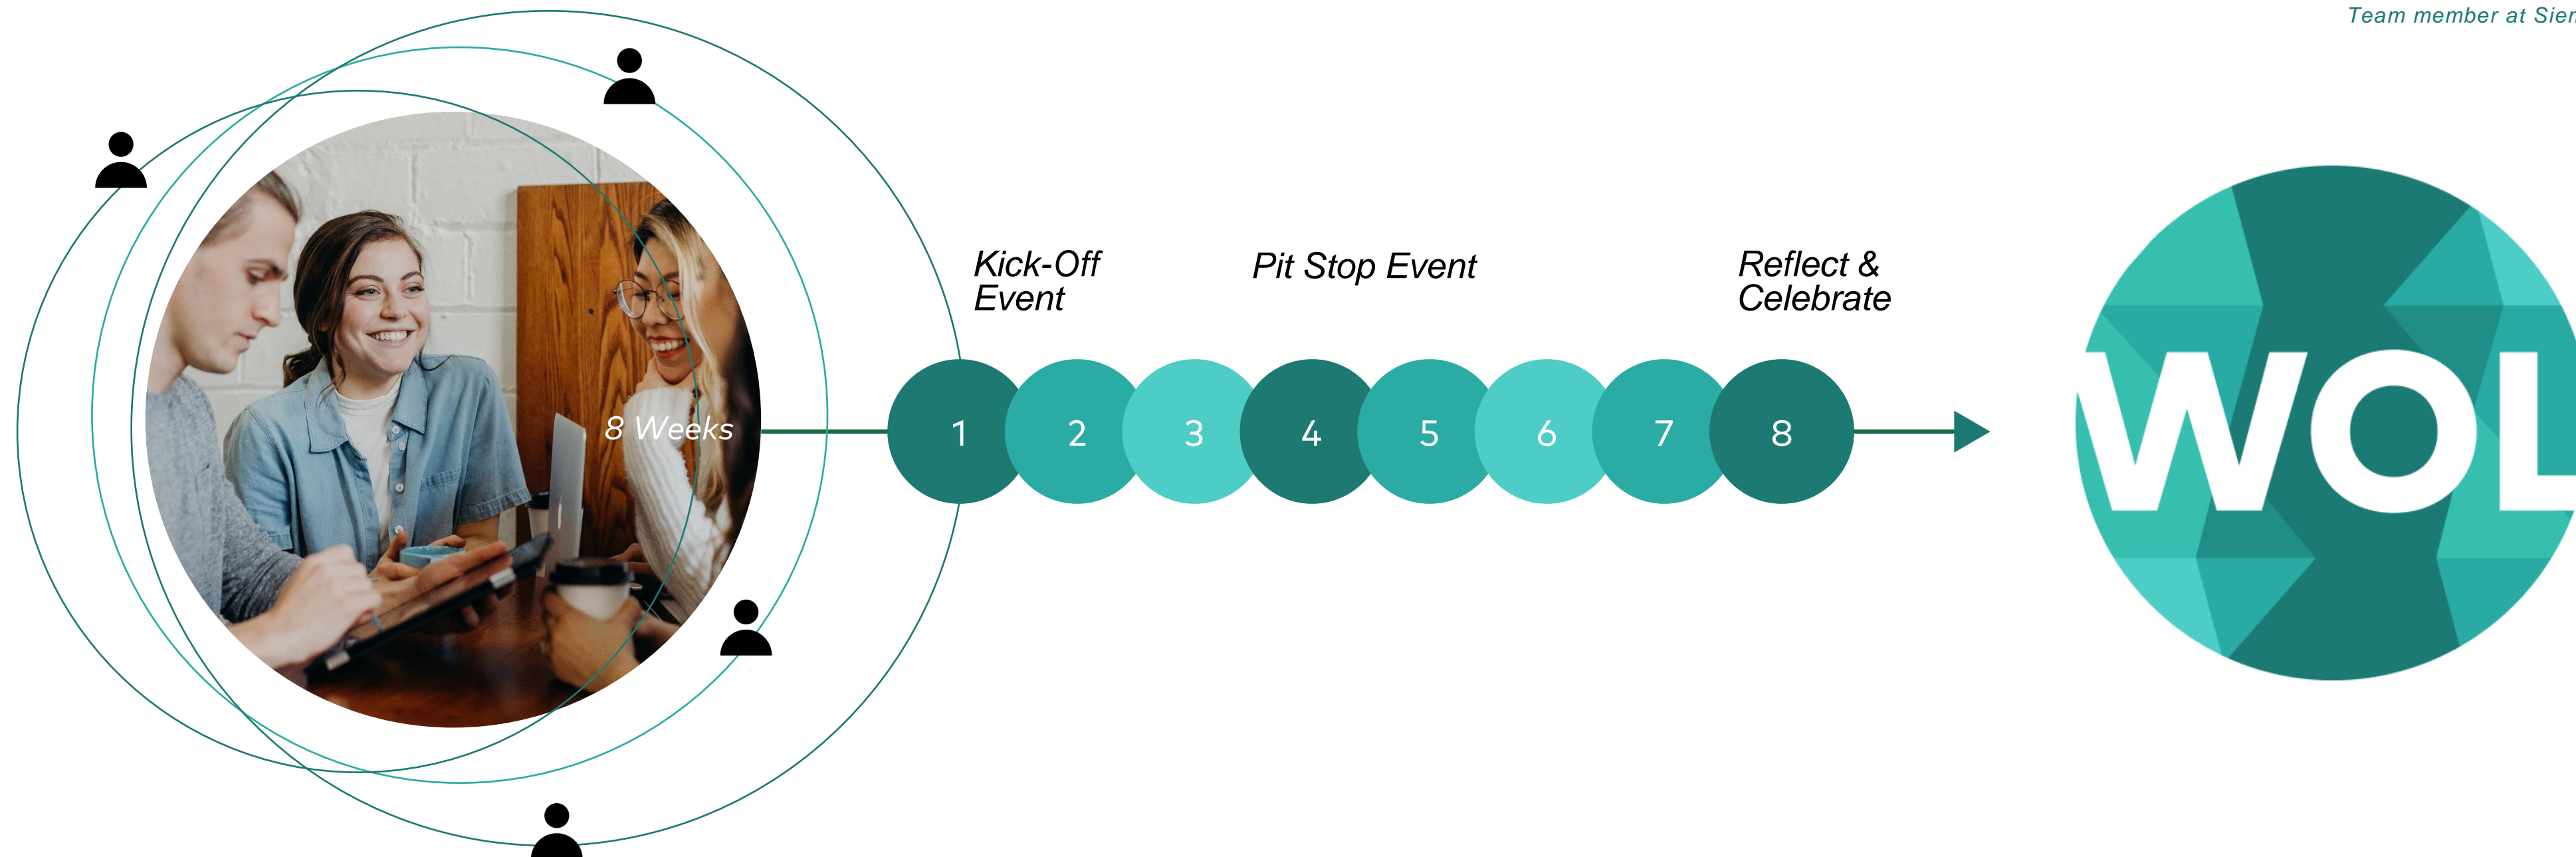 Team member at
Kick-Off
Event
Pit Stop Event
Reflect &
Celebrate
8 Weeks
1 2 3 4 5 6 7 8
WOL